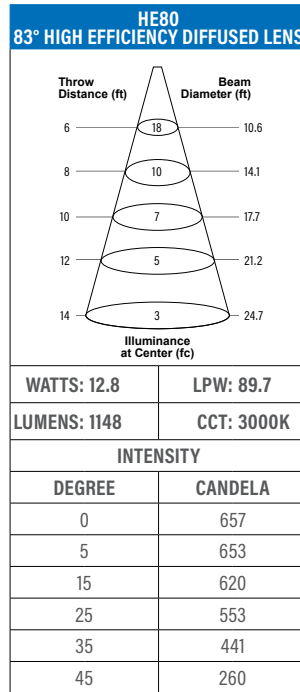 HE80
83° HIGH EFFICIENCY DIFFUSED LENS
Throw Beam
Distance (ft) Diameter (ft)
6 18 10.6
8 10 14.1
10 7 17.7
12 5 21.2
14 3 24.7
Illuminance
at Center (fc)
WATTS: 12.8 LPW: 89.7
LUMENS: 1148 CCT: 3000K
INTENSITY
DEGREE CANDELA
0 657
5 653
15 620
25 553
35 441
45 260